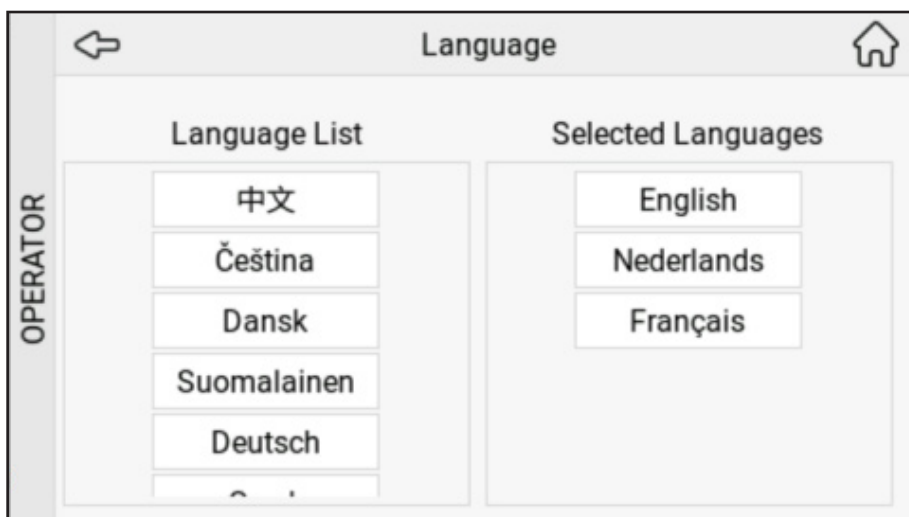 Language
OPERATOR
Language List
中文
Čeština
Dansk
Suomalainen
Deutsch
Selected Languages
English
Nederlands
Français